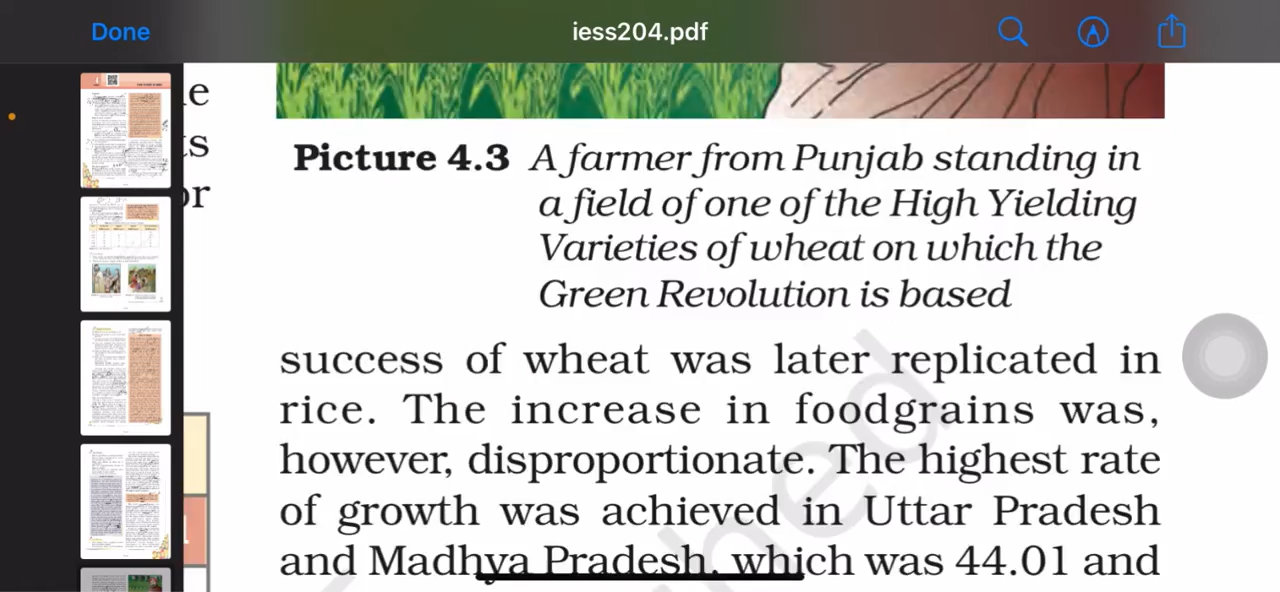 Done
iess204.pdf
le
ts
or
Picture 4.3 A farmer from Punjab standing in
a field of one of the High Yielding
Varieties of wheat on which the
Green Revolution is based
success of wheat was later replicated in
rice. The increase in foodgrains was,
however, disproportionate. The highest rate
of growth was achieved in Uttar Pradesh
and Madhya Pradesh, which was 44.01 and